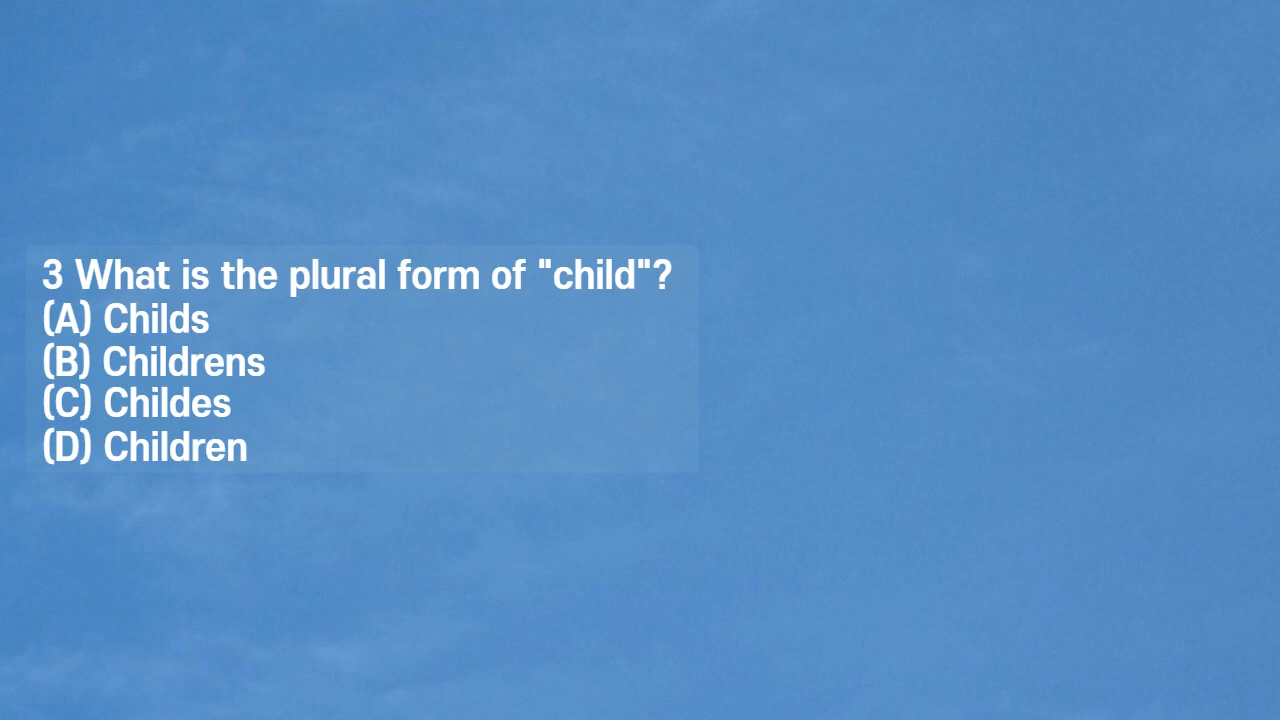 3 What is the plural form of "child"?
(A) Childs
(B) Childrens
(C) Childes
(D) Children